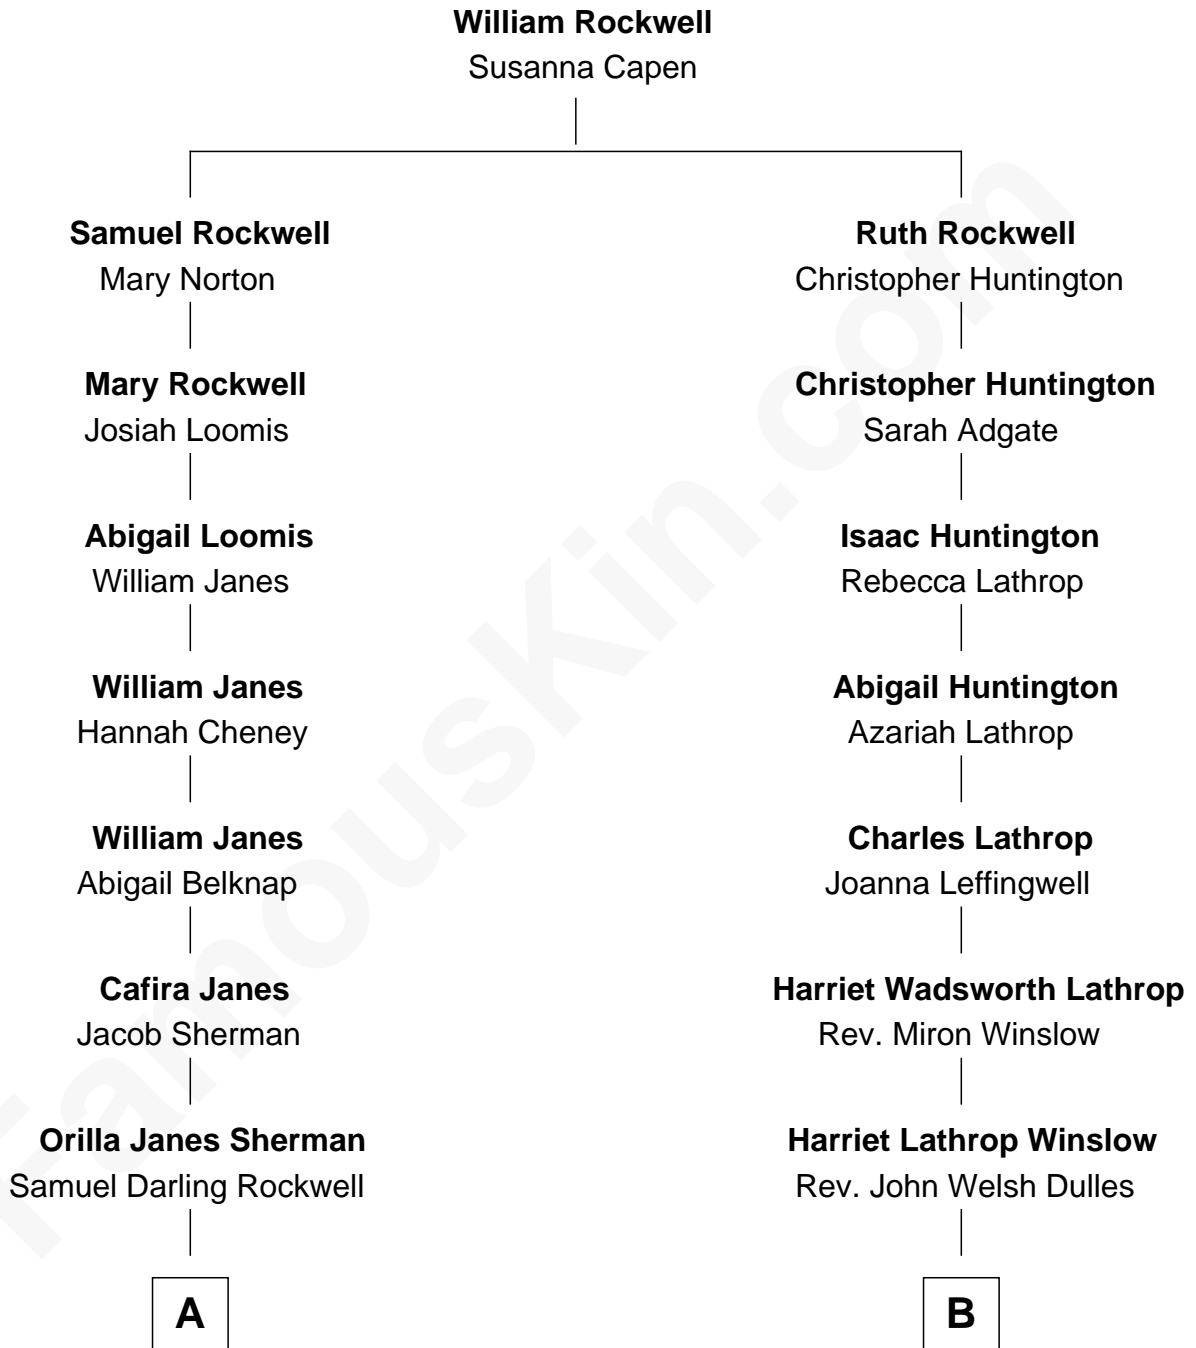 William Rockwell
Susanna Capen
Samuel Rockwell
Mary Norton
Ruth Rockwell
Christopher Huntington
Mary Rockwell
Josiah Loomis
Christopher Huntington
Sarah Adgate
Abigail Loomis
William Janes
Isaac Huntington
Rebecca Lathrop
William Janes
Hannah Cheney
Abigail Huntington
Azariah Lathrop
William Janes
Abigail Belknap
Charles Lathrop
Joanna Leffingwell
Cafira Janes
Jacob Sherman
Harriet Wadsworth Lathrop
Rev. Miron Winslow
Orilla Janes Sherman
Samuel Darling Rockwell
Harriet Lathrop Winslow
Rev. John Welsh Dulles
A
B
FamousKin.com